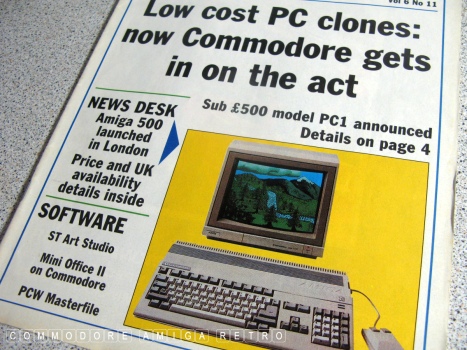 Vol 6 No 11
Low cost PC clones:
now Commodore gets
in on the act
Sub £500 model PC1 announced
Details on page 4
NEWS DESK
Amiga 500
launched
in London
Price and UK
availability
details inside
SOFTWARE
ST Art Studio
Mini Office II
on Commodore
PCW Masterfile
COMMODORE AMIGA RETRO